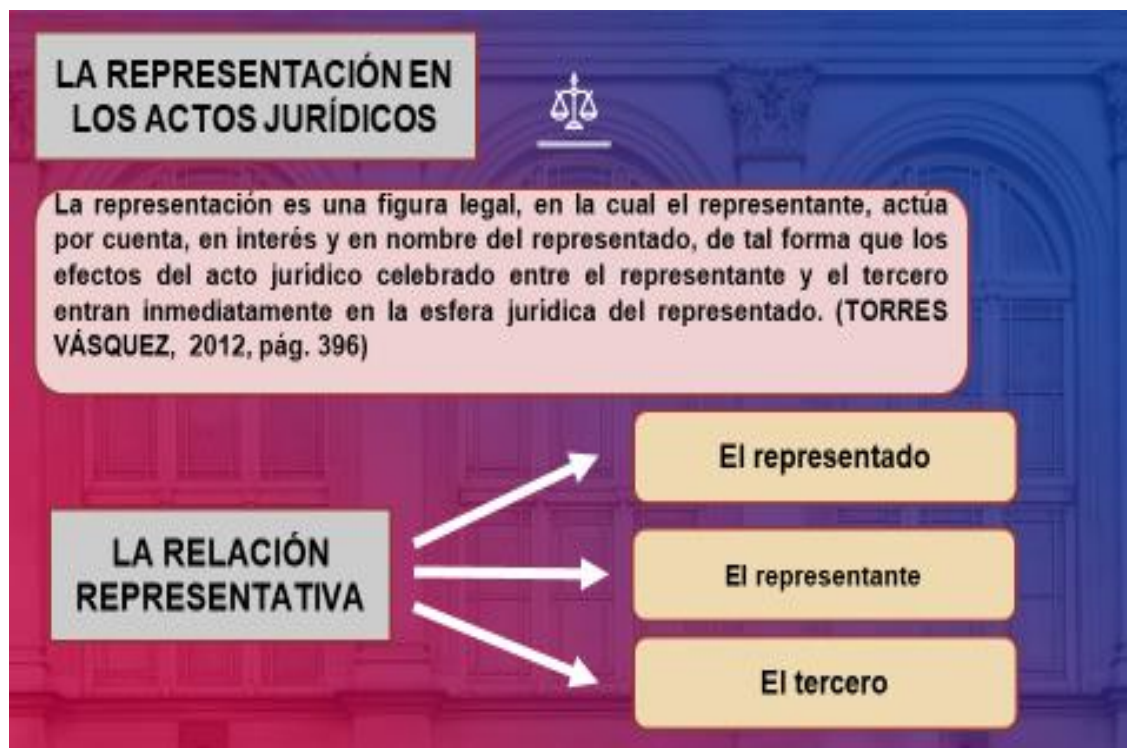 LA REPRESENTACIÓN EN
LOS ACTOS JURÍDICOS
La representación es una figura legal, en la cual el representante, actúa
por cuenta, en interés y en nombre del representado, de tal forma que los
efectos del acto jurídico celebrado entre el representante y el tercero
entran inmediatamente en la esfera jurídica del representado. (TORRES
VÁSQUEZ, 2012, pág. 396)
El representado
LA RELACIÓN
REPRESENTATIVA
El representante
El tercero